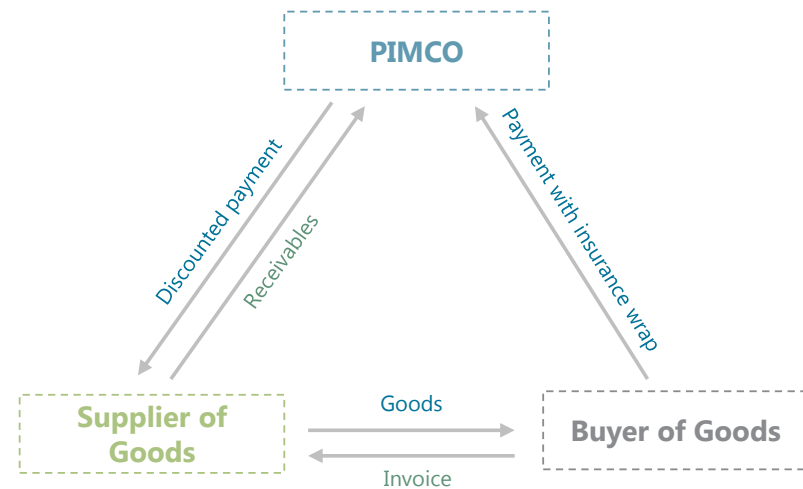 PIMCO
Discounted payment
Receivables
Payment with insurance wrap
Supplier of
Goods
Goods
Invoice
Buyer of Goods